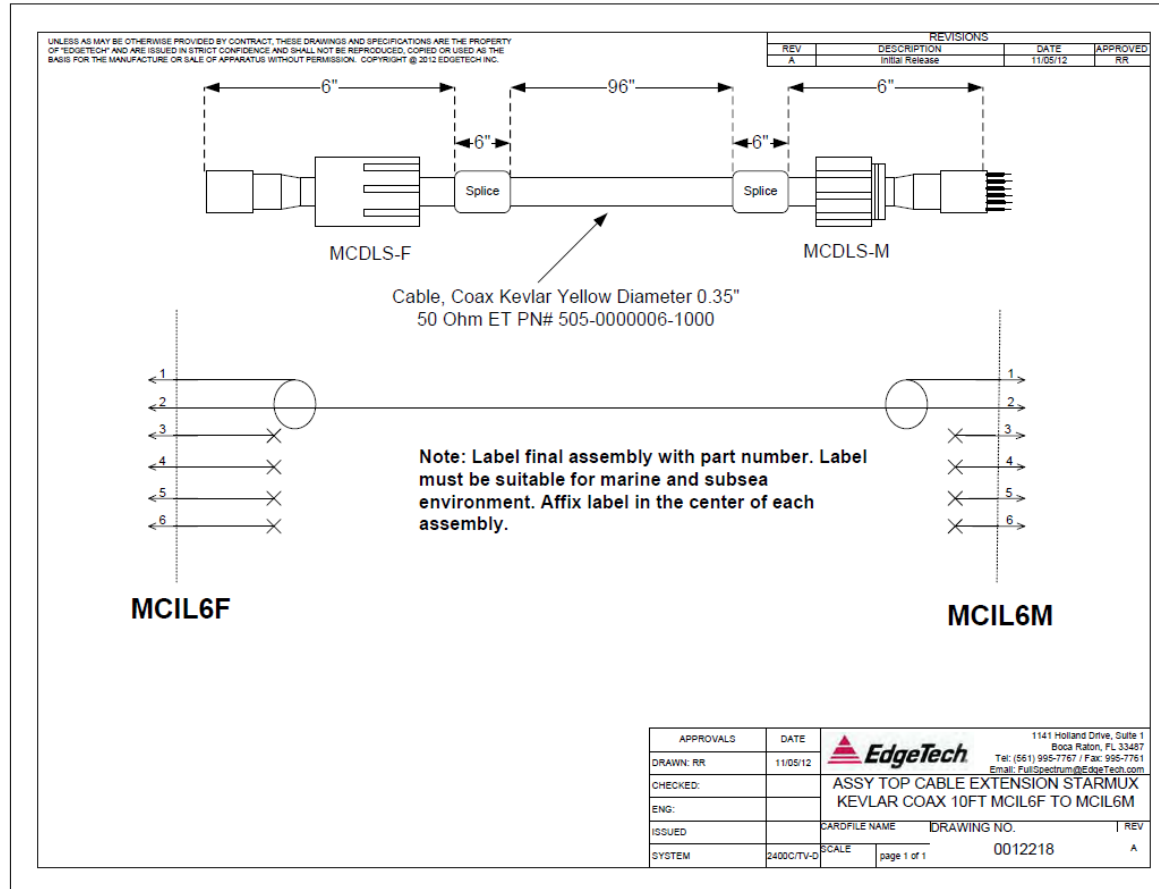 UNLESS AS MAY BE OTHERWISE PROVIDED BY CONTRACT, THESE DRAWINGS AND SPECIFICATIONS ARE THE PROPERTY
OF "EDGETECH" AND ARE ISSUED IN STRICT CONFIDENCE AND SHALL NOT BE REPRODUCED, COPIED OR USED AS THE
BASIS FOR THE MANUFACTURE OR SALE OF APPARATUS WITHOUT PERMISSION. COPYRIGHT @ 2012 EDGETECH INC.
REVISIONS
REV DESCRIPTION DATE APPROVED
A Initial Release 11/05/12 RR
6" 96" 6"
6" 6"
Splice Splice
MCDLS-F MCDLS-M
Cable, Coax Kevlar Yellow Diameter 0.35"
50 Ohm ET PN# 505-0000006-1000
1 1
2 2
3 3
4 4
5 5
6 6
Note: Label final assembly with part number. Label
must be suitable for marine and subsea
environment. Affix label in the center of each
assembly.
MCIL6F MCIL6M
APPROVALS DATE
DRAWN: RR 11/05/12
CHECKED:
ENG:
ISSUED
SYSTEM 2400C/TV-D
EdgeTech
1141 Holland Drive, Suite 1
Boca Raton, FL 33487
Tel: (561) 995-7767 / Fax: 995-7761
Email: FullSpectrum@EdgeTech.com
ASSY TOP CABLE EXTENSION STARMUX
KEVLAR COAX 10FT MCIL6F TO MCIL6M
CARDFILE NAME DRAWING NO. REV
SCALE page 1 of 1 0012218 A